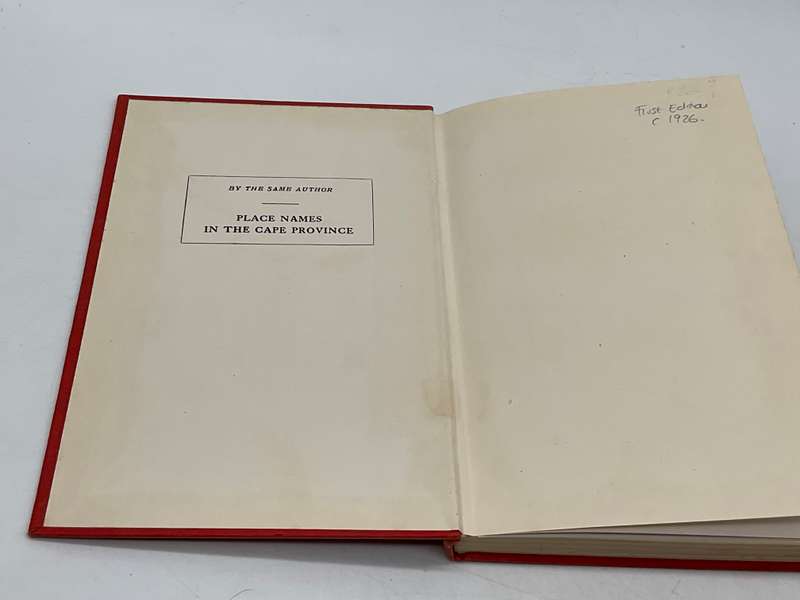 BY THE SAME AUTHOR
PLACE NAMES
IN THE CAPE PROVINCE
First Edition
c 1926.